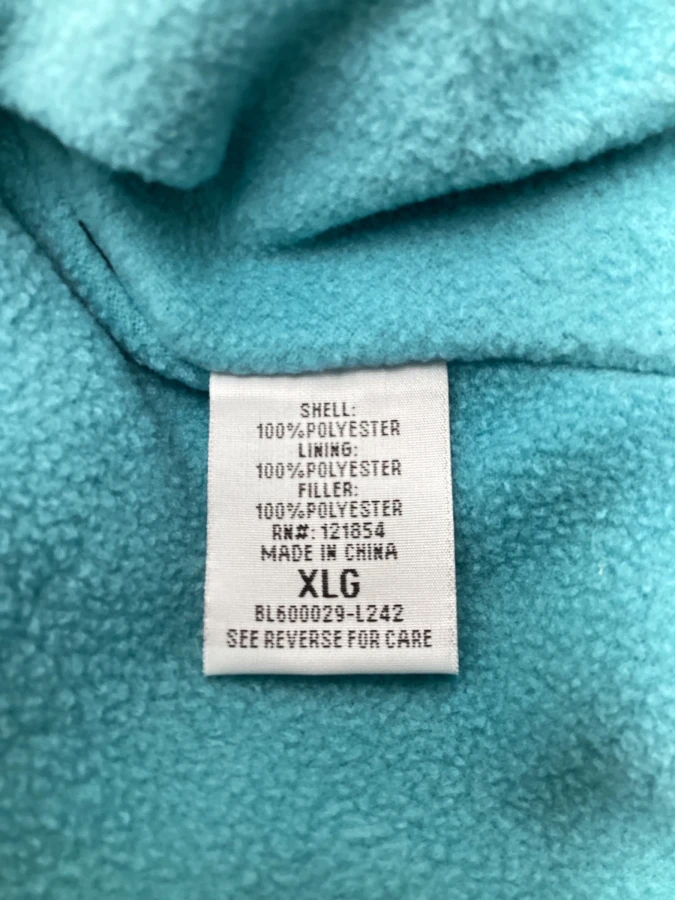 SHELL:
100%POLYESTER
LINING:
100%POLYESTER
FILLER:
100%POLYESTER
RN#: 121854
MADE IN CHINA
XLG
BL600029-L242
SEE REVERSE FOR CARE